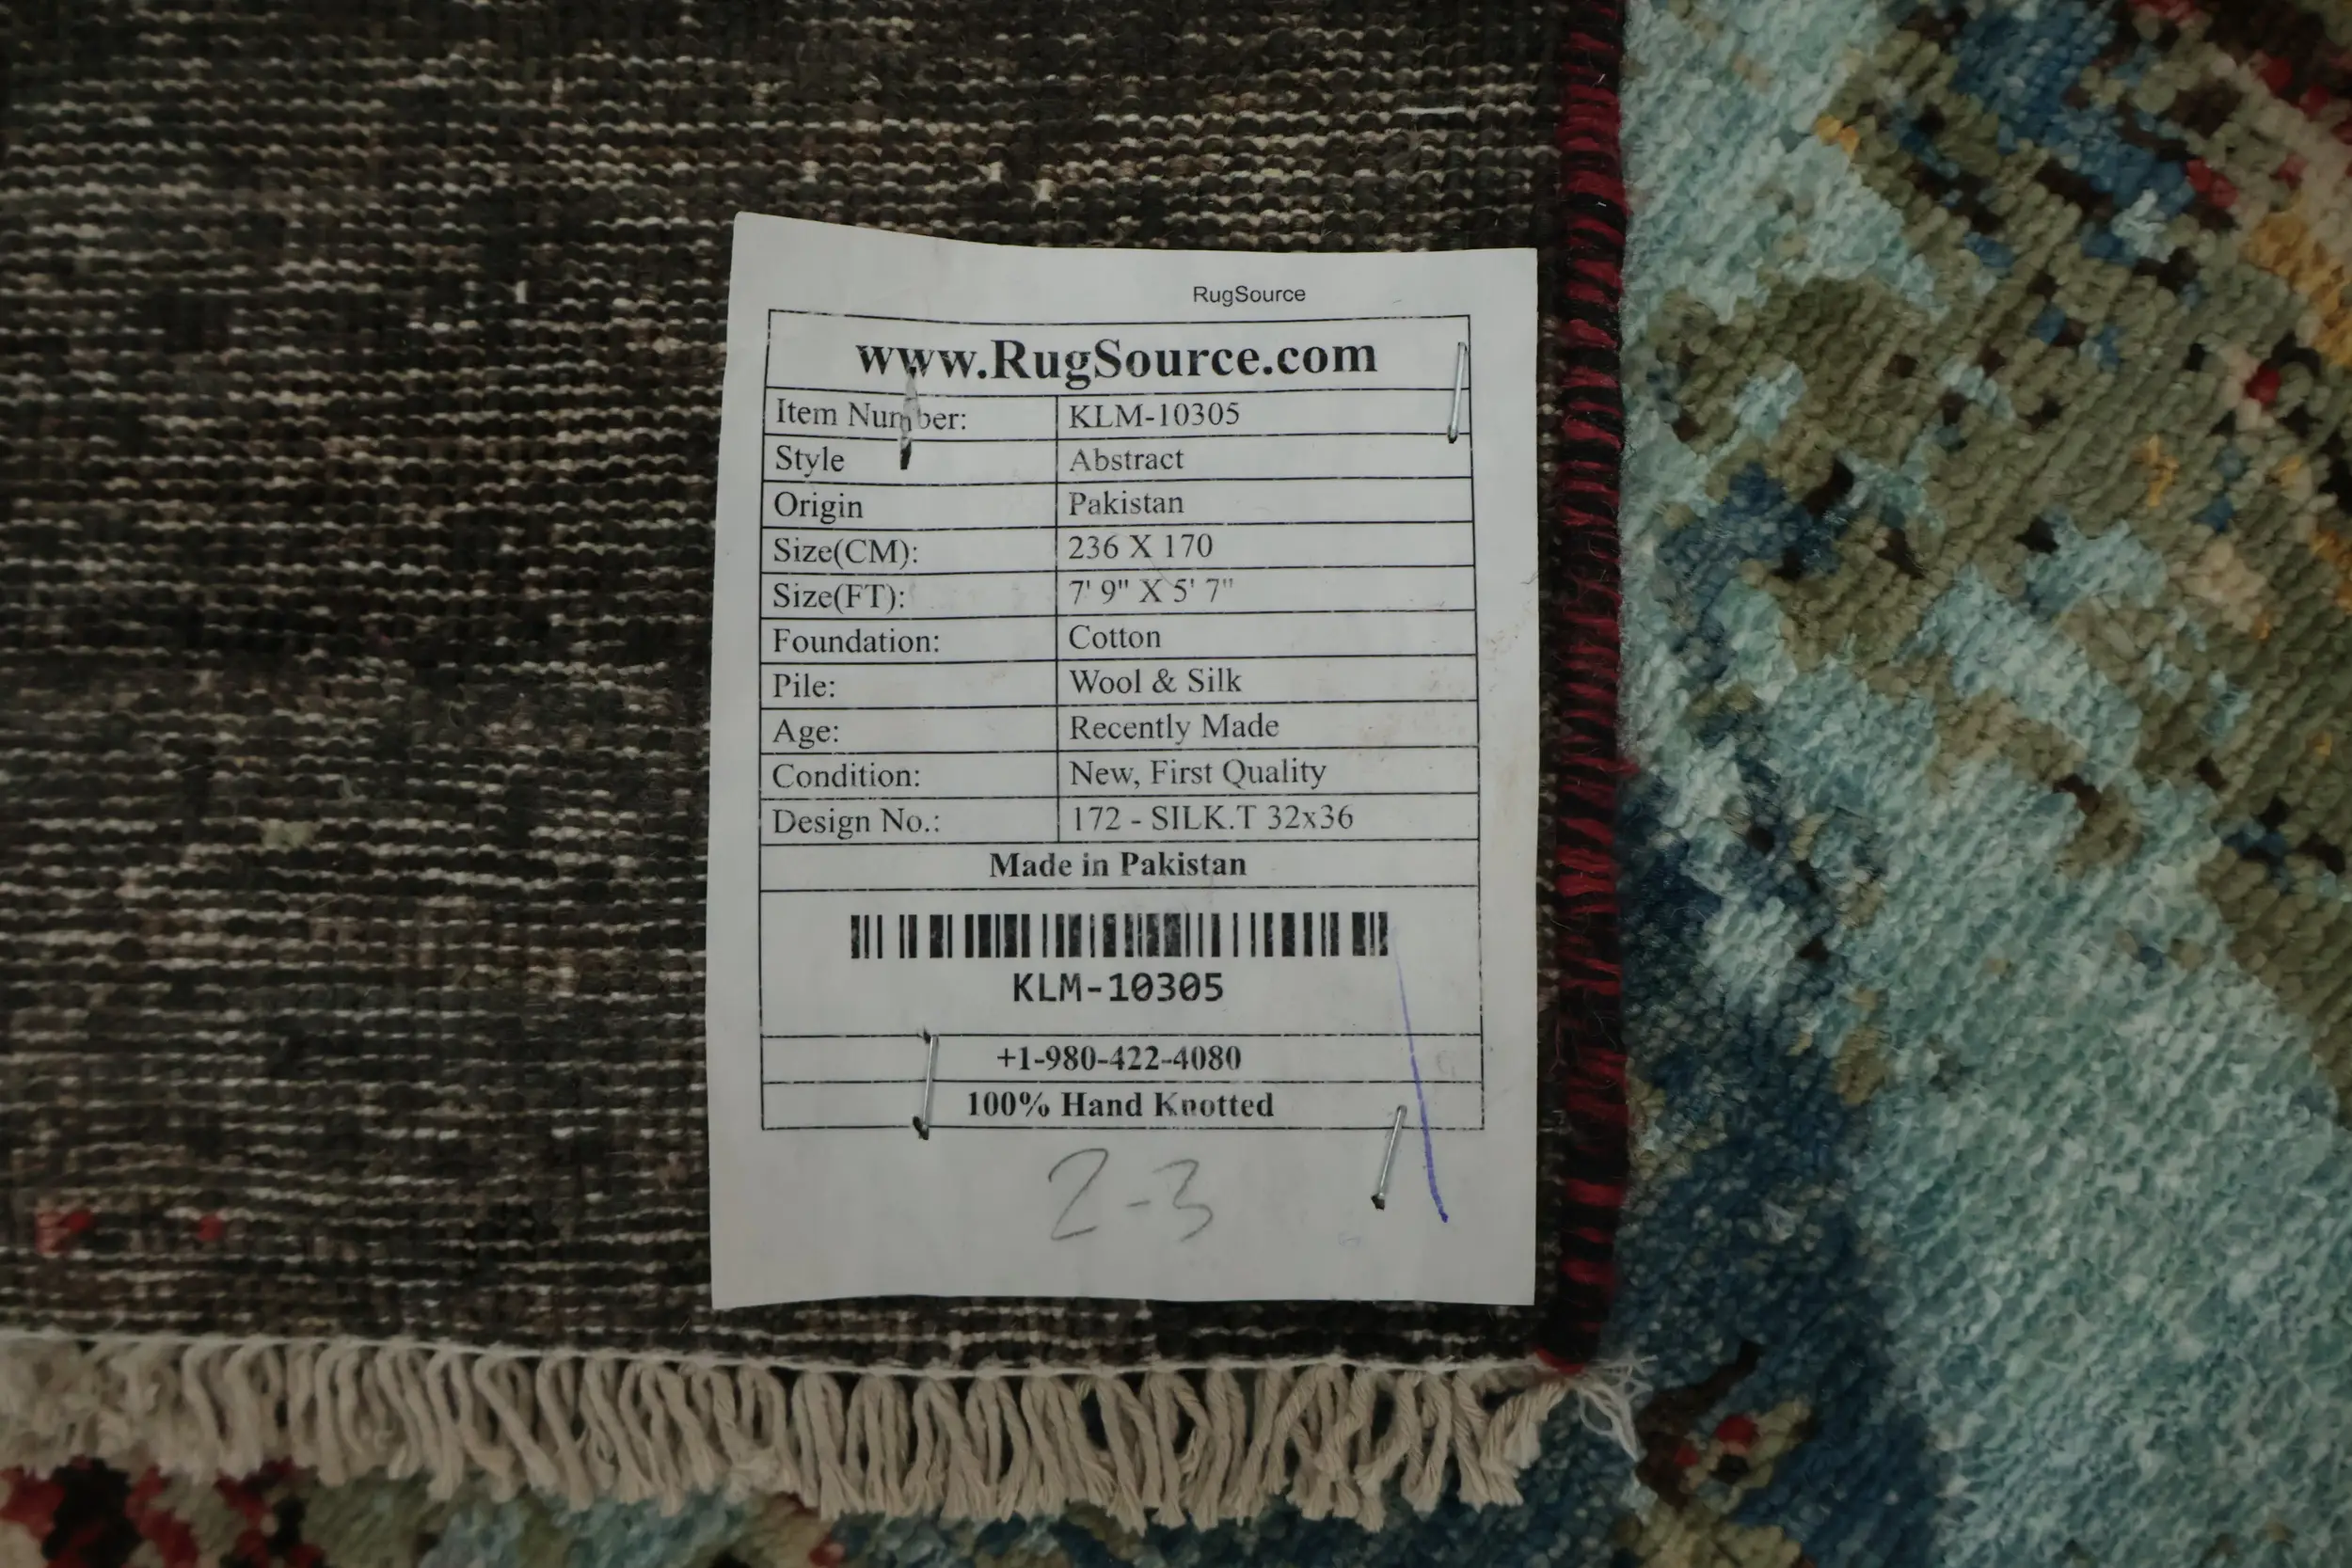 RugSource
www.RugSource.com
Item Number: KLM-10305
Style Abstract
Origin Pakistan
Size(CM): 236 X 170
Size(FT): 7' 9" X 5' 7"
Foundation: Cotton
Pile: Wool & Silk
Age: Recently Made
Condition: New, First Quality
Design No.: 172 - SILK.T 32x36
Made in Pakistan
KLM-10305
+1-980-422-4080
100% Hand Knotted
2-3